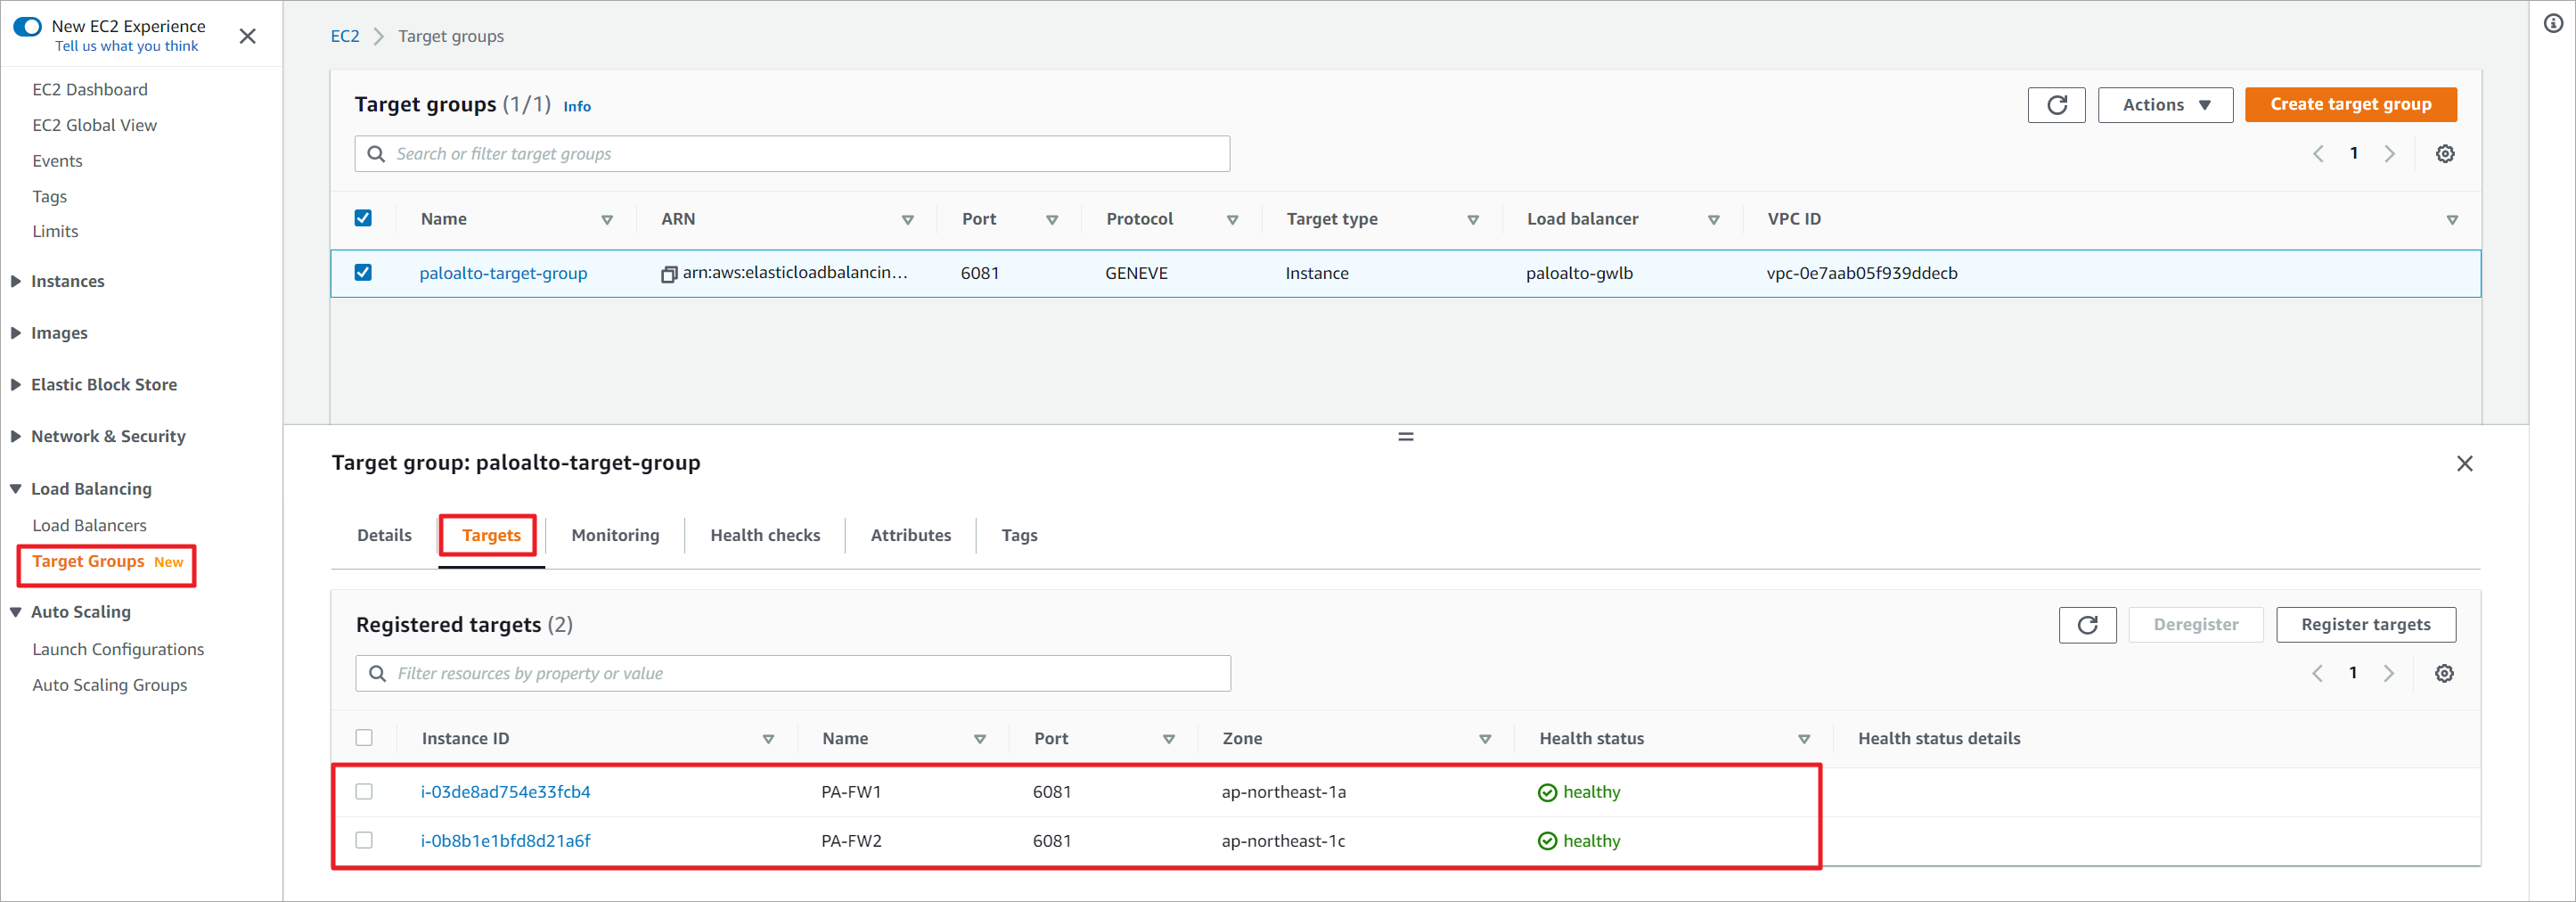 New EC2 Experience
Tell us what you think
EC2 Dashboard
EC2 Global View
Events
Tags
Limits
Instances
Images
Elastic Block Store
Network & Security
Load Balancing
Load Balancers
Target Groups New
Auto Scaling
Launch Configurations
Auto Scaling Groups
EC2 > Target groups
Target groups (1/1) Info
Actions
Create target group
Search or filter target groups
1
Name ARN Port Protocol Target type Load balancer VPC ID
paloalto-target-group arn:aws:elasticloadbalancin... 6081 GENEVE Instance paloalto-gwlb vpc-0e7aab05f939ddecb
Target group: paloalto-target-group
Details Targets Monitoring Health checks Attributes Tags
Registered targets (2)
Deregister
Register targets
Filter resources by property or value
1
Instance ID Name Port Zone Health status Health status details
i-03de8ad754e33fcb4 PA-FW1 6081 ap-northeast-1a healthy
i-0b8b1e1bfd8d21a6f PA-FW2 6081 ap-northeast-1c healthy